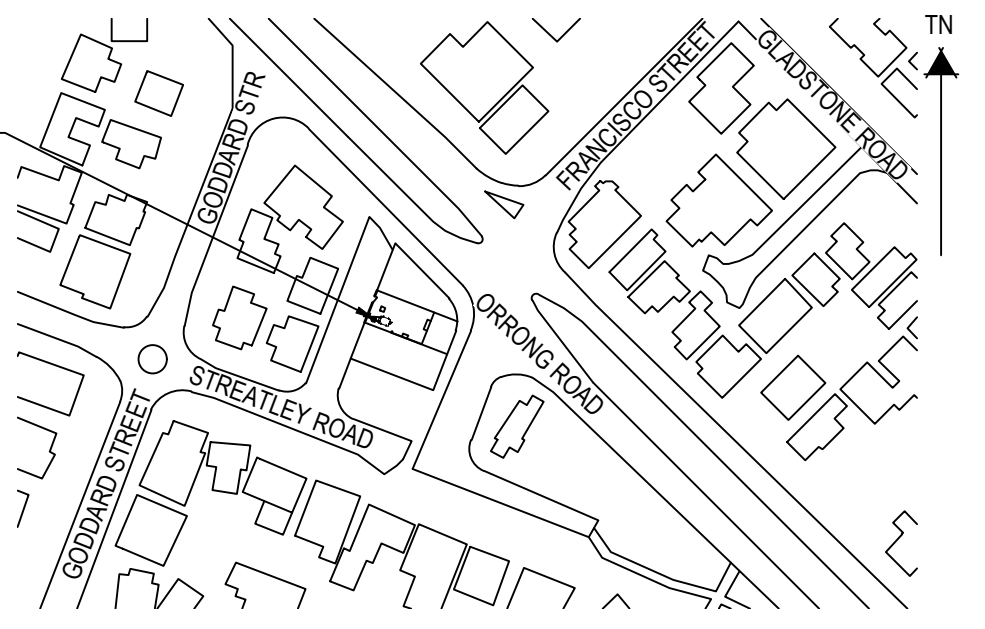 TN
GLADSTONE ROAD
FRANCISCO STREET
GODDARD STR
ORRONG ROAD
STREATLEY ROAD
GODDARD STREET